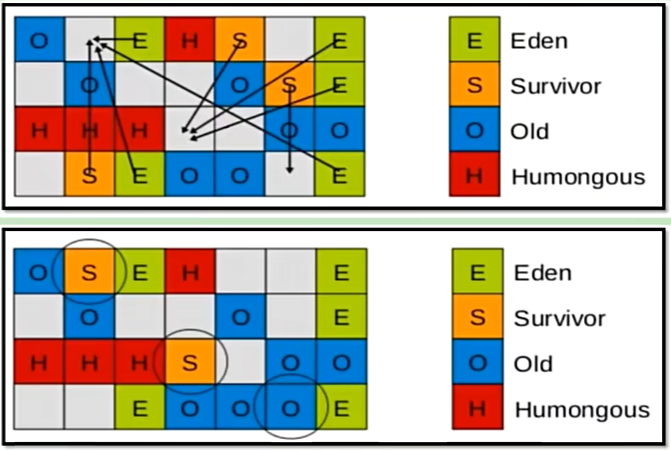 O E H S E E Eden
O O S E S Survivor
H H H O O O Old
S E O O E H Humongous
O S E H E E Eden
O O E S Survivor
H H H S O O O Old
E O O O E H Humongous